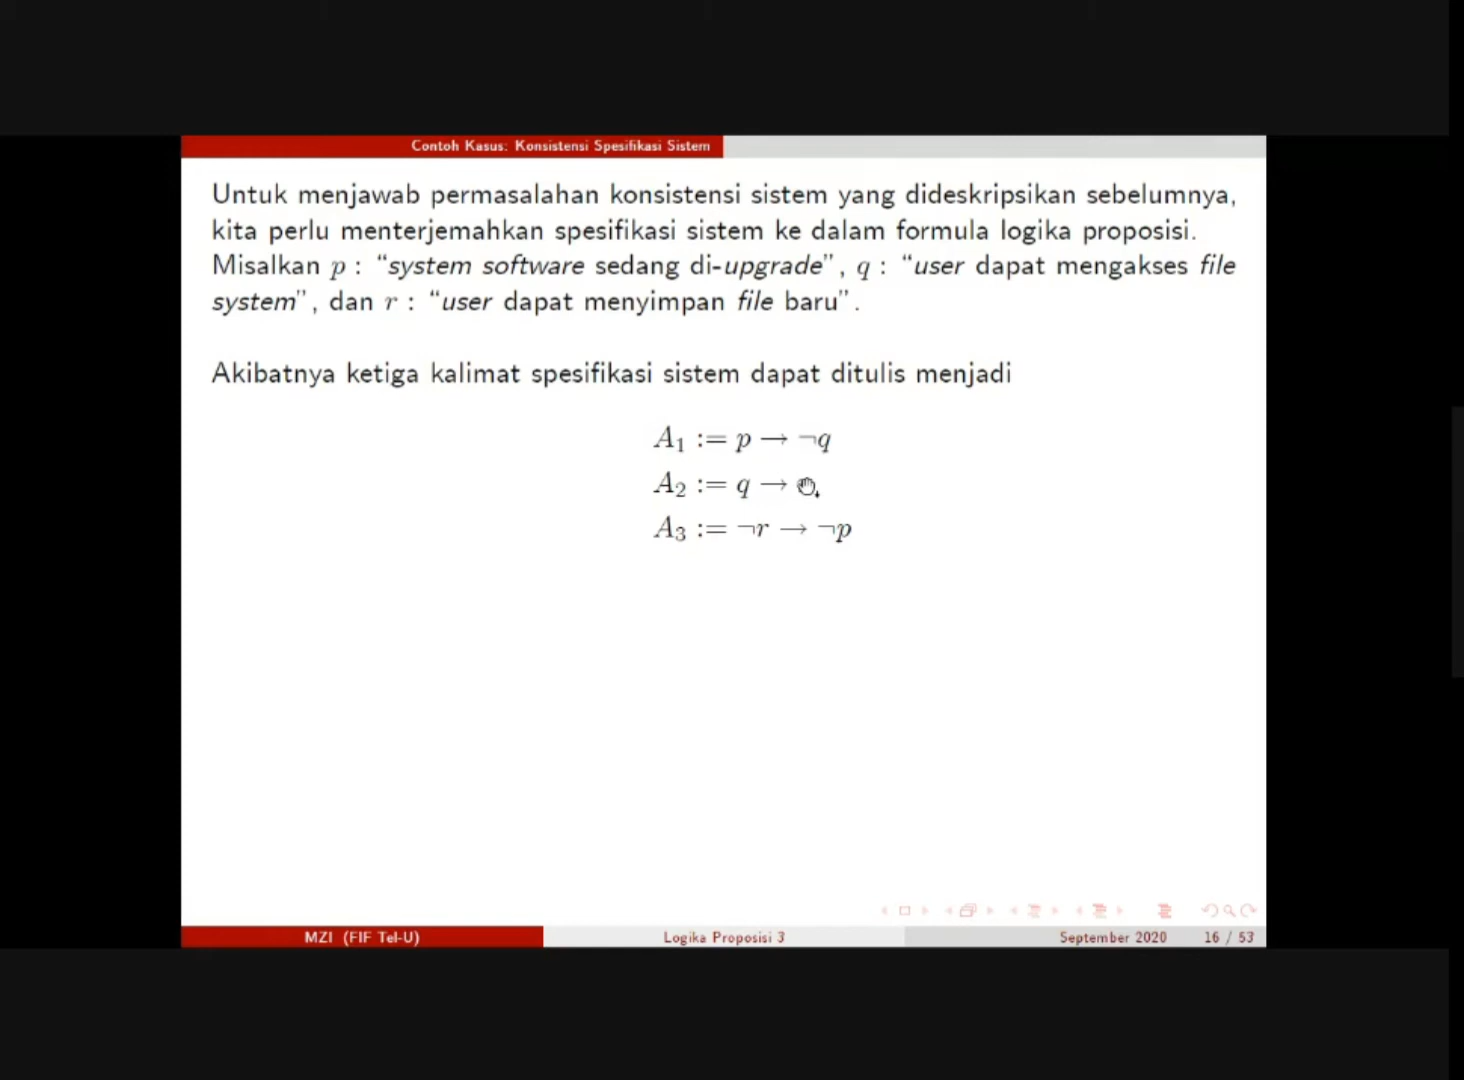 Contoh Kasus: Konsistensi Spesifikasi Sistem
Untuk menjawab permasalahan konsistensi sistem yang dideskripsikan sebelumnya,
kita perlu menterjemahkan spesifikasi sistem ke dalam formula logika proposisi.
Misalkan p : “system software sedang di-upgrade”, q : “user dapat mengakses file
system”, dan r : “user dapat menyimpan file baru”.
Akibatnya ketiga kalimat spesifikasi sistem dapat ditulis menjadi
A₁ := p → ¬q
A₂ := q →
A₃ := ¬r → ¬p
MZI (FIF Tel-U) Logika Proposisi 3 September 2020 16 / 53